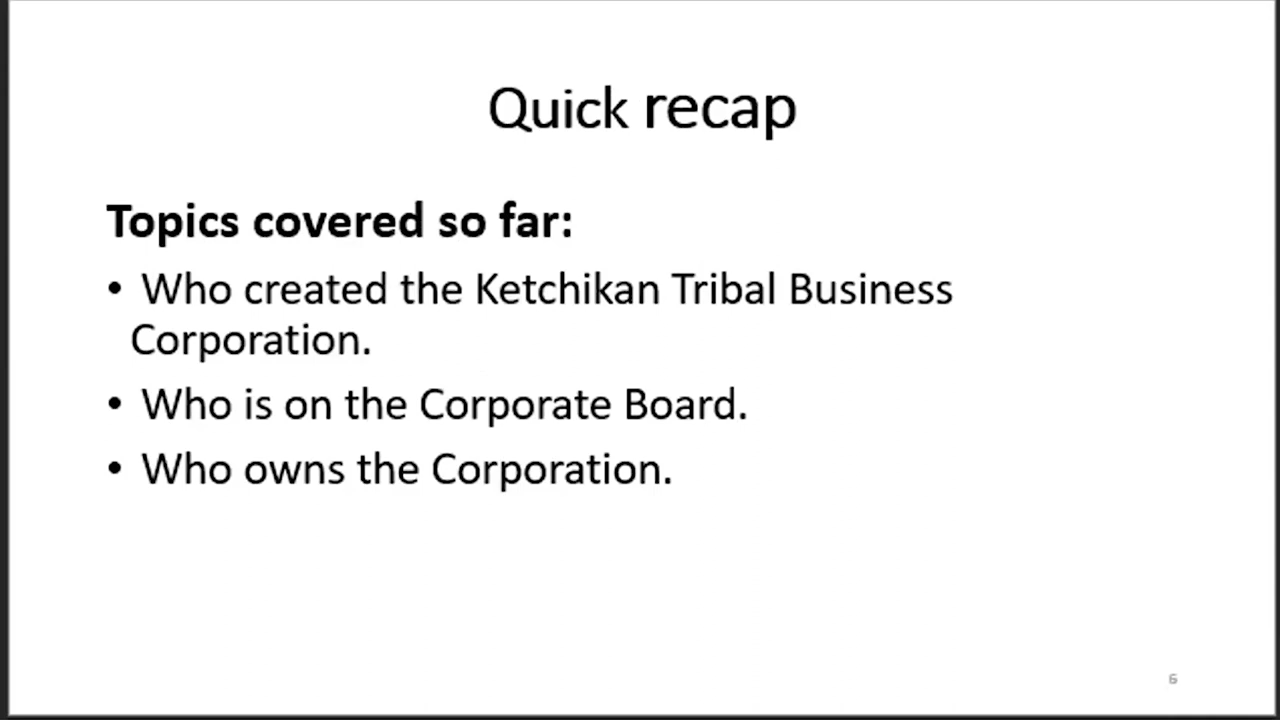 Quick recap
Topics covered so far:
• Who created the Ketchikan Tribal Business
Corporation.
• Who is on the Corporate Board.
• Who owns the Corporation.
6